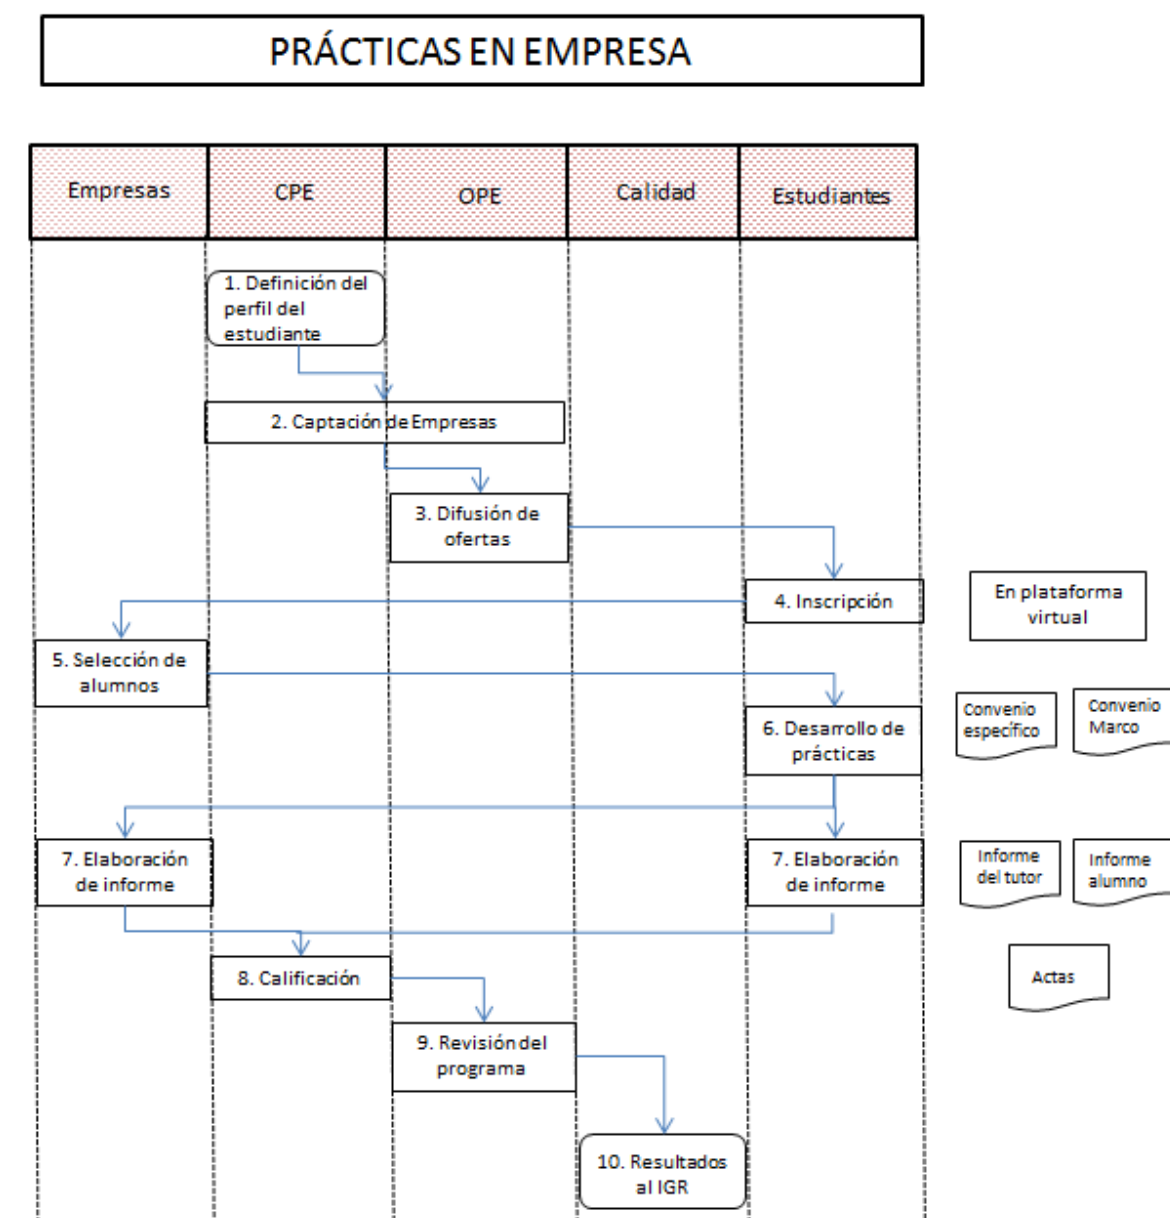 PRÁCTICAS EN EMPRESA
Empresas
CPE
OPE
Calidad
Estudiantes
1. Definición del
perfil del
estudiante
2. Captación de Empresas
3. Difusión de
ofertas
4. Inscripción
En plataforma
virtual
5. Selección de
alumnos
6. Desarrollo de
prácticas
Convenio
específico
Convenio
Marco
7. Elaboración
de informe
7. Elaboración
de informe
Informe
del tutor
Informe
alumno
8. Calificación
Actas
9. Revisión del
programa
10. Resultados
al IGR